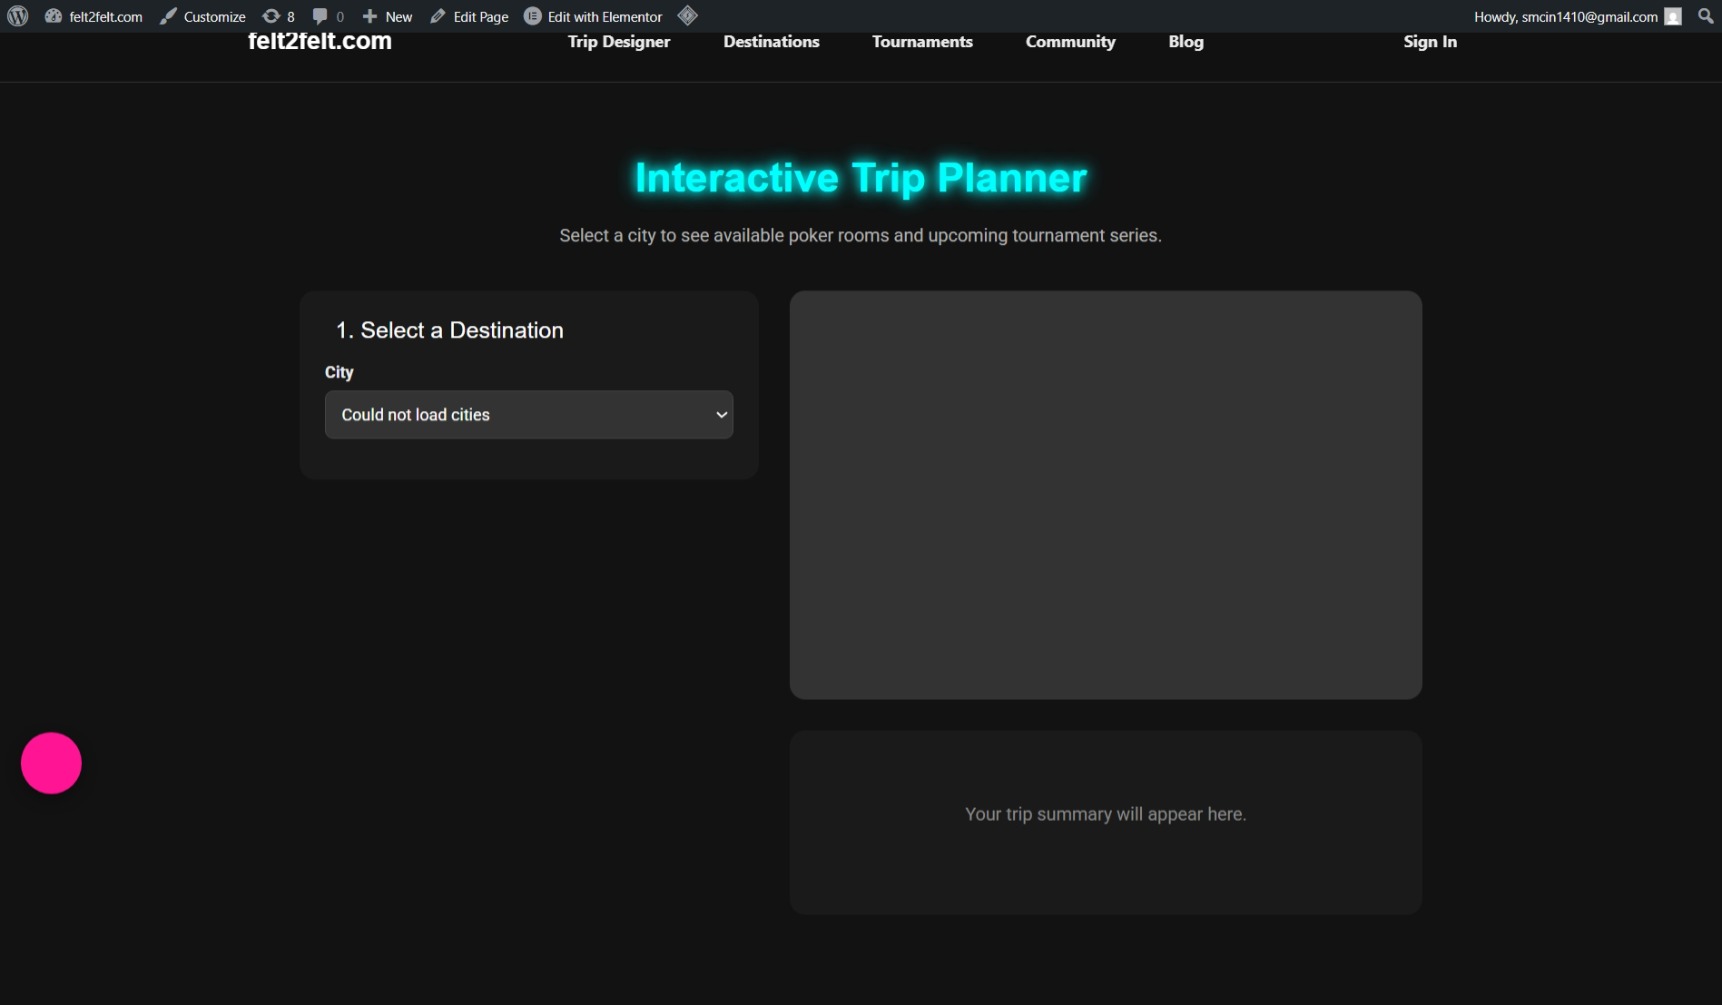 felt2felt.com Customize 8 0 New Edit Page Edit with Elementor Howdy, smcin1410@gmail.com
felt2felt.com Trip Designer Destinations Tournaments Community Blog Sign In
Interactive Trip Planner
Select a city to see available poker rooms and upcoming tournament series.
1. Select a Destination
City
Could not load cities
Your trip summary will appear here.